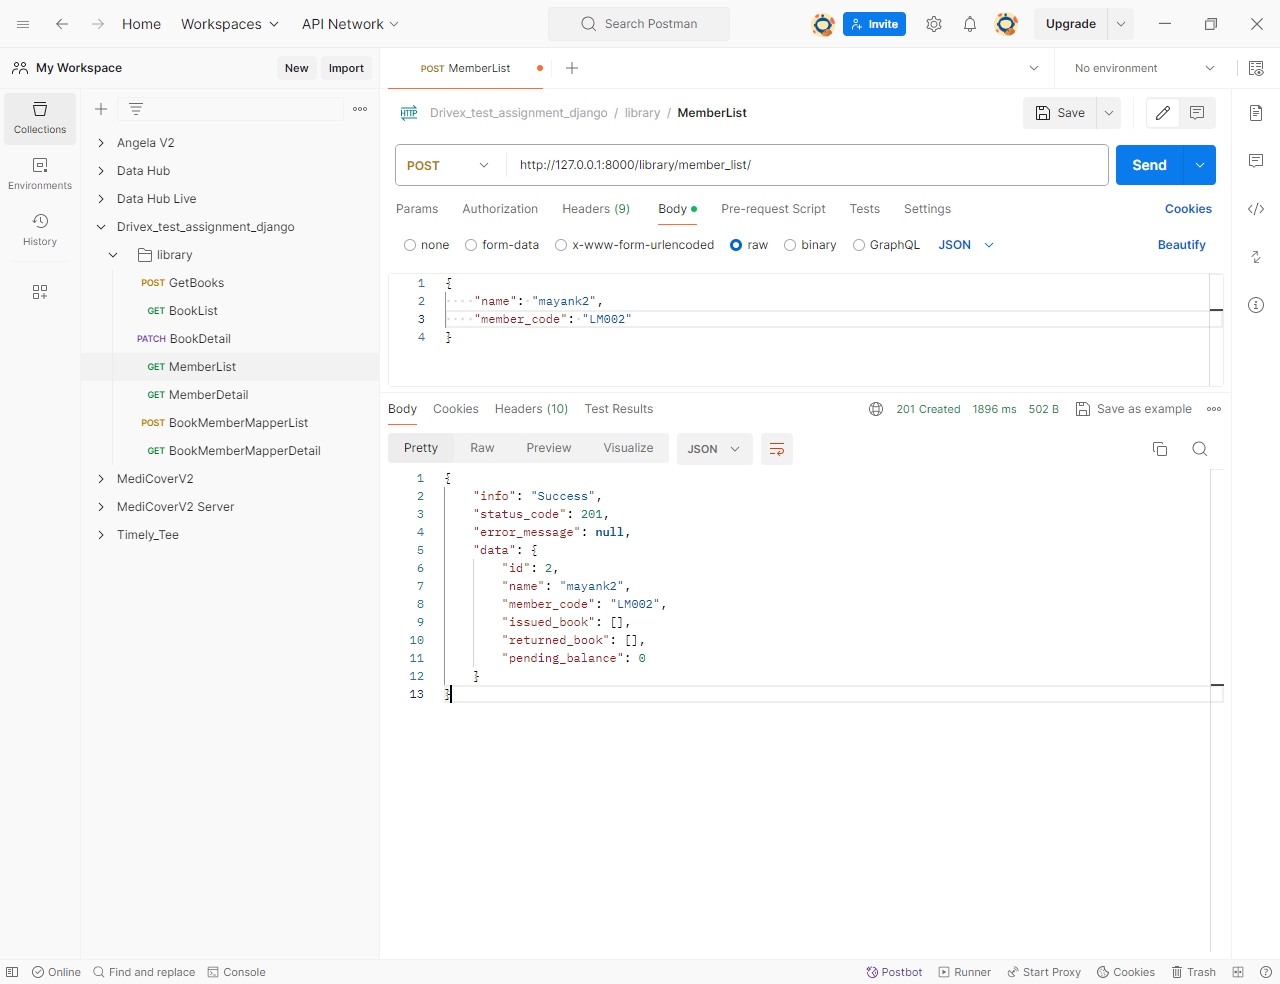 Home Workspaces API Network Search Postman Invite Upgrade
My Workspace New Import POST MemberList No environment
Collections
Environments
History
Angela V2
Data Hub
Data Hub Live
Drivex_test_assignment_django
library
POST GetBooks
GET BookList
PATCH BookDetail
GET MemberList
GET MemberDetail
POST BookMemberMapperList
GET BookMemberMapperDetail
MediCoverV2
MediCoverV2 Server
Timely_Tee
HTTP Drivex_test_assignment_django / library / MemberList Save
POST http://127.0.0.1:8000/library/member_list/ Send
Params Authorization Headers (9) Body Pre-request Script Tests Settings Cookies
none form-data x-www-form-urlencoded raw binary GraphQL JSON Beautify
1 {
2 "name": "mayank2",
3 "member_code": "LM002"
4 }
Body Cookies Headers (10) Test Results 201 Created 1896 ms 502 B Save as example
Pretty Raw Preview Visualize JSON
1 {
2 "info": "Success",
3 "status_code": 201,
4 "error_message": null,
5 "data": {
6 "id": 2,
7 "name": "mayank2",
8 "member_code": "LM002",
9 "issued_book": [],
10 "returned_book": [],
11 "pending_balance": 0
12 }
13 }
Online Find and replace Console Postbot Runner Start Proxy Cookies Trash